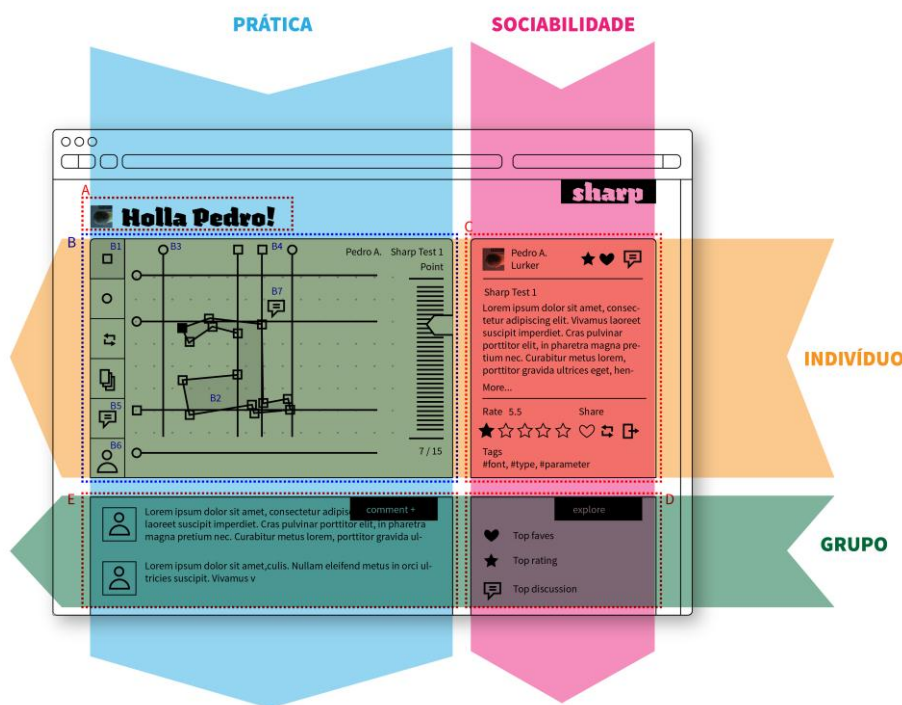 PRÁTICA
SOCIABILIDADE
A
sharp
Holla Pedro!
B
B1
B3
B4
Pedro A. Sharp Test 1
Point
B7
B2
B5
B6
7 / 15
C
Pedro A.
Lurker
Sharp Test 1
Lorem ipsum dolor sit amet, consec-
tetur adipiscing elit. Vivamus laoreet
suscipit imperdiet. Cras pulvinar
porttitor elit, in pharetra magna pre-
tium nec. Curabitur metus lorem,
porttitor gravida ultrices eget, hen-
More...
Rate 5.5 Share
Tags
#font, #type, #parameter
INDIVÍDUO
E
Lorem ipsum dolor sit amet, consectetur adipis
comment +
laoreet suscipit imperdiet. Cras pulvinar porttitor elit, in pharetra
magna pretium nec. Curabitur metus lorem, porttitor gravida ul-
Lorem ipsum dolor sit amet,culis. Nullam eleifend metus in orci ul-
tricies suscipit. Vivamus v
D
explore
Top faves
Top rating
Top discussion
GRUPO